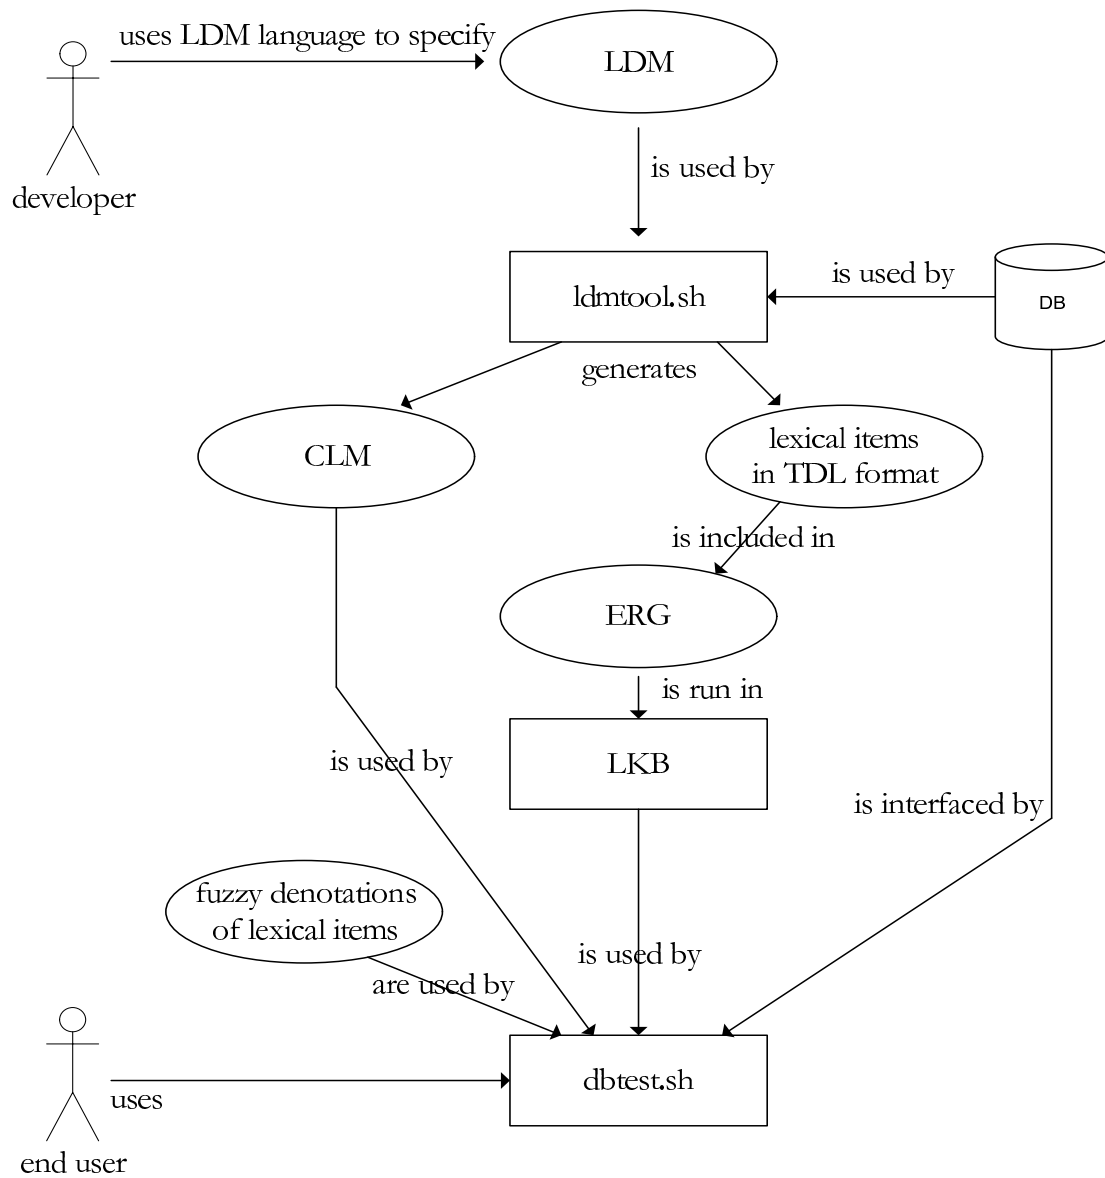 uses LDM language to specify
LDM
developer
is used by
is used by
ldmtool.sh
DB
generates
CLM
lexical items
in TDL format
is included in
ERG
is run in
LKB
is used by
is interfaced by
fuzzy denotations
of lexical items
is used by
are used by
dbtest.sh
uses
end user